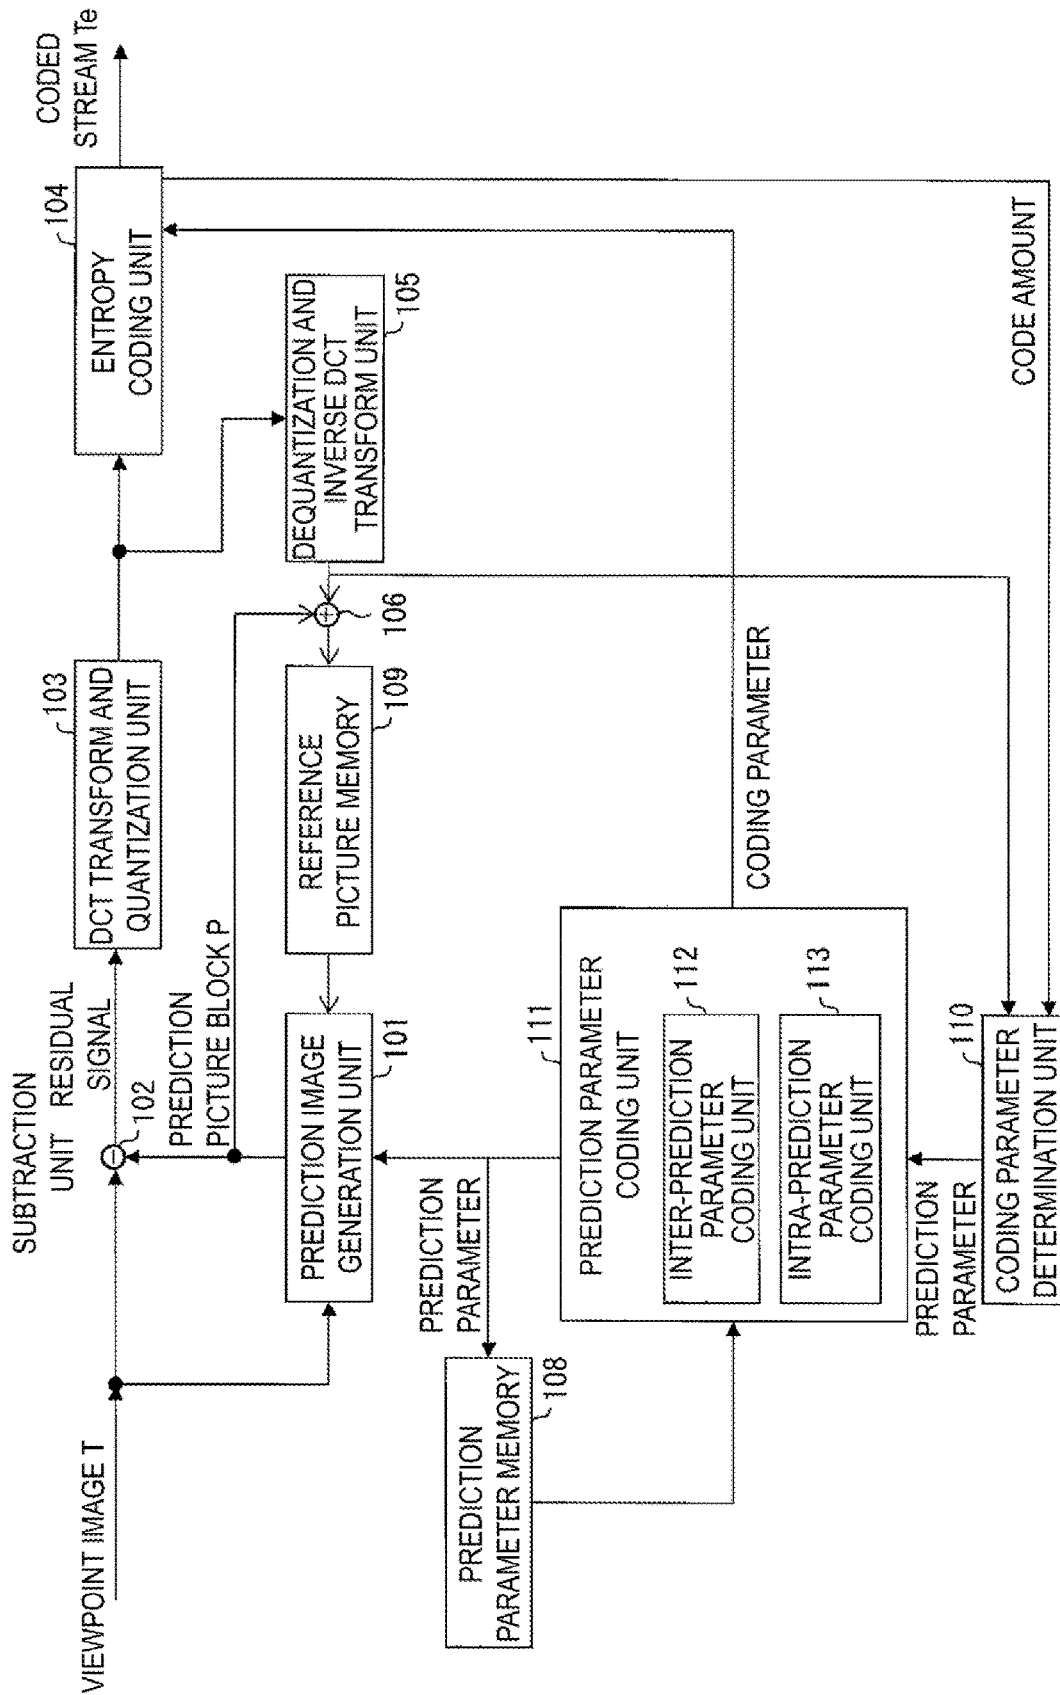 VIEWPOINT IMAGE T
SUBTRACTION
UNIT
RESIDUAL
SIGNAL
102
103
DCT TRANSFORM AND
QUANTIZATION UNIT
104
ENTROPY
CODING UNIT
CODED
STREAM Te
PREDICTION
PICTURE BLOCK P
PREDICTION IMAGE
GENERATION UNIT
101
REFERENCE
PICTURE MEMORY
109
106
DEQUANTIZATION AND
INVERSE DCT
TRANSFORM UNIT
105
PREDICTION
PARAMETER
PREDICTION
PARAMETER MEMORY
108
111
PREDICTION PARAMETER
CODING UNIT
INTER-PREDICTION
PARAMETER
CODING UNIT
112
INTRA-PREDICTION
PARAMETER
CODING UNIT
113
CODING PARAMETER
PREDICTION
PARAMETER
110
CODING PARAMETER
DETERMINATION UNIT
CODE AMOUNT